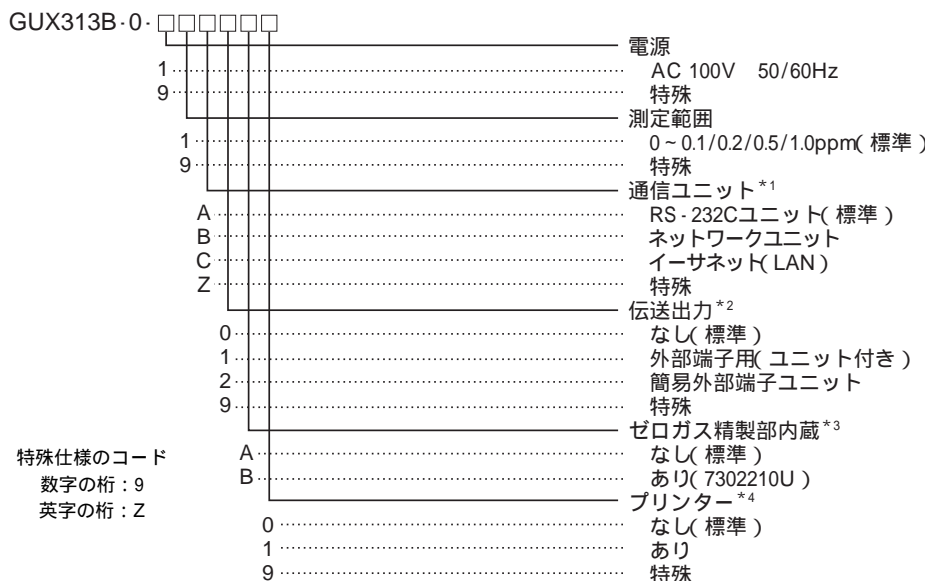 GUX313B-0-□□□□□□
電源
1 AC 100V 50/60Hz
9 特殊
測定範囲
1 0~0.1/0.2/0.5/1.0ppm(標準)
9 特殊
通信ユニット*1
A RS-232Cユニット(標準)
B ネットワークユニット
C イーサネット(LAN)
Z 特殊
伝送出力*2
0 なし(標準)
1 外部端子用(ユニット付き)
2 簡易外部端子ユニット
9 特殊
ゼロガス精製部内蔵*3
A なし(標準)
B あり(7302210U)
プリンター*4
0 なし(標準)
1 あり
9 特殊
特殊仕様のコード
数字の桁:9
英字の桁:Z